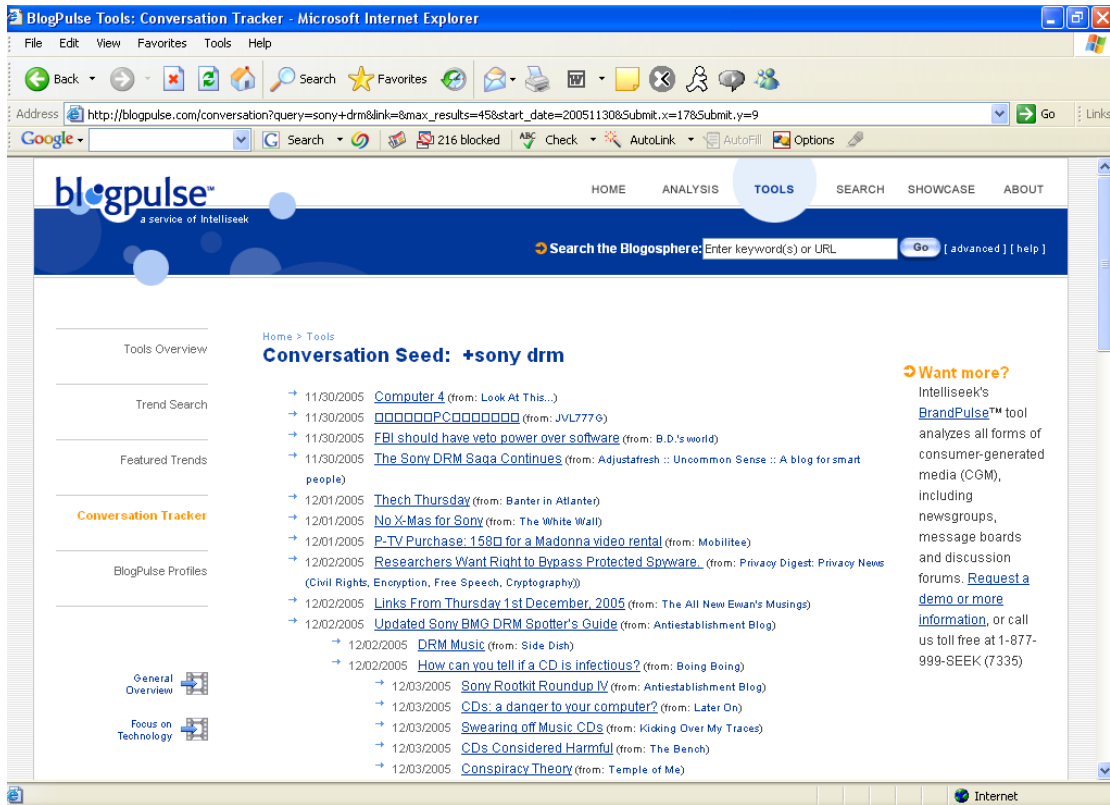 BlogPulse Tools: Conversation Tracker - Microsoft Internet Explorer
File Edit View Favorites Tools Help
Back Search Favorites
Address http://blogpulse.com/conversation?query=sony+drm&link=&max_results=45&start_date=20051130&Submit.x=17&Submit.y=9 Go Links
Google Search 216 blocked ABC Check AutoLink AutoFill Options
blogpulse™
a service of Intelliseek
HOME ANALYSIS TOOLS SEARCH SHOWCASE ABOUT
Search the Blogosphere: Enter keyword(s) or URL Go [ advanced ] [ help ]
Tools Overview
Trend Search
Featured Trends
Conversation Tracker
BlogPulse Profiles
General
Overview
Focus on
Technology
Home > Tools
Conversation Seed: +sony drm
11/30/2005 Computer 4 (from: Look At This...)
11/30/2005 □□□□□□PC□□□□□□□ (from: JVL777G)
11/30/2005 FBI should have veto power over software (from: B.D.'s world)
11/30/2005 The Sony DRM Saga Continues (from: Adjustafresh :: Uncommon Sense :: A blog for smart
people)
12/01/2005 Thech Thursday (from: Banter in Atlanter)
12/01/2005 No X-Mas for Sony (from: The White Wall)
12/01/2005 P-TV Purchase: 158□ for a Madonna video rental (from: Mobilitee)
12/02/2005 Researchers Want Right to Bypass Protected Spyware. (from: Privacy Digest: Privacy News
(Civil Rights, Encryption, Free Speech, Cryptography))
12/02/2005 Links From Thursday 1st December, 2005 (from: The All New Ewan's Musings)
12/02/2005 Updated Sony BMG DRM Spotter's Guide (from: Antiestablishment Blog)
12/02/2005 DRM Music (from: Side Dish)
12/02/2005 How can you tell if a CD is infectious? (from: Boing Boing)
12/03/2005 Sony Rootkit Roundup IV (from: Antiestablishment Blog)
12/03/2005 CDs: a danger to your computer? (from: Later On)
12/03/2005 Swearing off Music CDs (from: Kicking Over My Traces)
12/03/2005 CDs Considered Harmful (from: The Bench)
12/03/2005 Conspiracy Theory (from: Temple of Me)
Want more?
Intelliseek's
BrandPulse™ tool
analyzes all forms of
consumer-generated
media (CGM),
including
newsgroups,
message boards
and discussion
forums. Request a
demo or more
information, or call
us toll free at 1-877-
999-SEEK (7335)
Internet